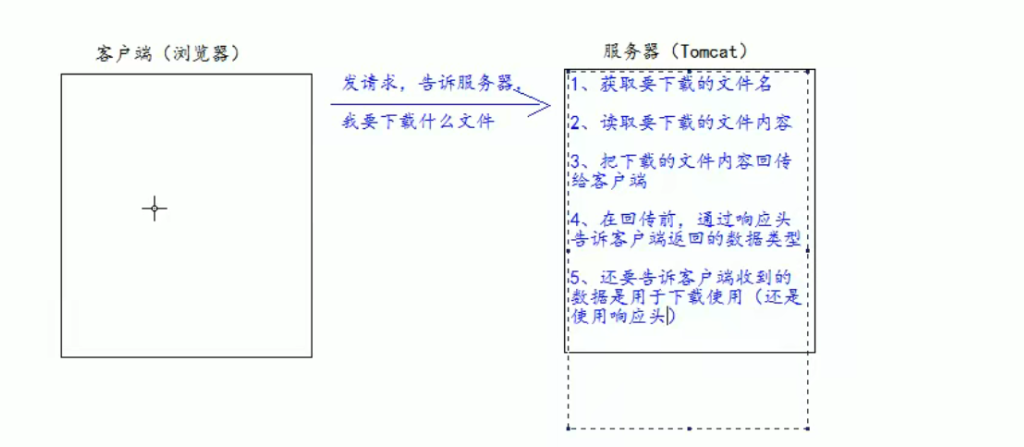 客户端（浏览器）
服务器（Tomcat）
发请求，告诉服务器，
我要下载什么文件
1、获取要下载的文件名
2、读取要下载的文件内容
3、把下载的文件内容回传
给客户端
4、在回传前，通过响应头
告诉客户端返回的数据类型
5、还要告诉客户端收到的
数据是用于下载使用（还是
使用响应头）